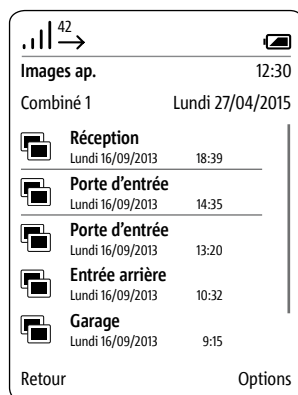 42
Images ap. 12:30
Combiné 1 Lundi 27/04/2015
Réception
Lundi 16/09/2013 18:39
Porte d'entrée
Lundi 16/09/2013 14:35
Porte d'entrée
Lundi 16/09/2013 13:20
Entrée arrière
Lundi 16/09/2013 10:32
Garage
Lundi 16/09/2013 9:15
Retour Options